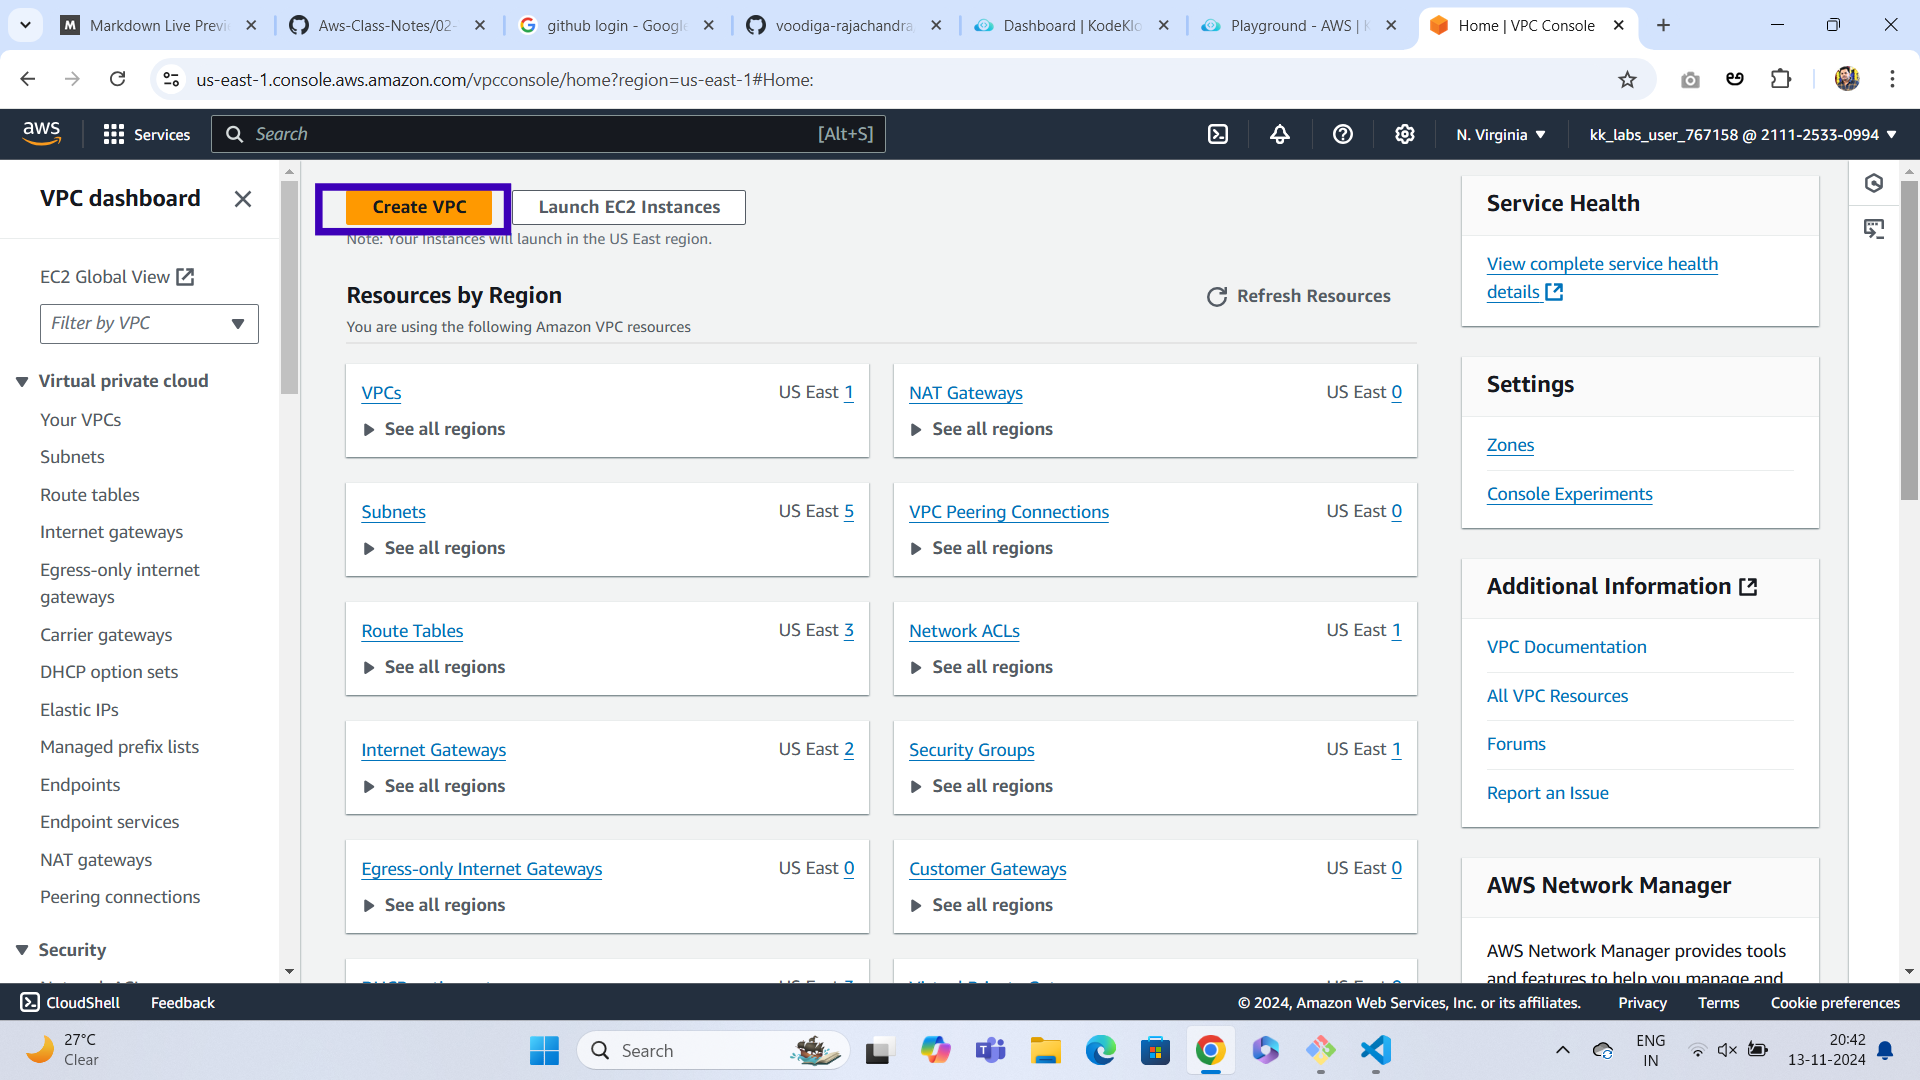 Markdown Live Previ
Aws-Class-Notes/02-
github login - Google
voodiga-rajachandra
Dashboard | KodeKlo
Playground - AWS | K
Home | VPC Console
us-east-1.console.aws.amazon.com/vpcconsole/home?region=us-east-1#Home:
aws
Services
Search
[Alt+S]
N. Virginia
kk_labs_user_767158 @ 2111-2533-0994
VPC dashboard
EC2 Global View
Filter by VPC
Virtual private cloud
Your VPCs
Subnets
Route tables
Internet gateways
Egress-only internet
gateways
Carrier gateways
DHCP option sets
Elastic IPs
Managed prefix lists
Endpoints
Endpoint services
NAT gateways
Peering connections
Security
Create VPC
Launch EC2 Instances
Note: Your Instances will launch in the US East region.
Resources by Region
Refresh Resources
You are using the following Amazon VPC resources
VPCs
US East 1
See all regions
NAT Gateways
US East 0
See all regions
Subnets
US East 5
See all regions
VPC Peering Connections
US East 0
See all regions
Route Tables
US East 3
See all regions
Network ACLs
US East 1
See all regions
Internet Gateways
US East 2
See all regions
Security Groups
US East 1
See all regions
Egress-only Internet Gateways
US East 0
See all regions
Customer Gateways
US East 0
See all regions
Service Health
View complete service health
details
Settings
Zones
Console Experiments
Additional Information
VPC Documentation
All VPC Resources
Forums
Report an Issue
AWS Network Manager
AWS Network Manager provides tools
and features to help you manage and
CloudShell
Feedback
© 2024, Amazon Web Services, Inc. or its affiliates.
Privacy
Terms
Cookie preferences
27°C
Clear
Search
ENG
IN
20:42
13-11-2024